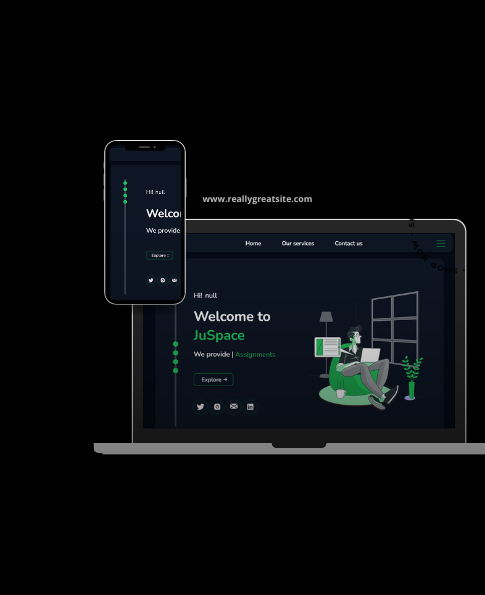 www.reallygreatsite.com
Hi! null
Welco
We provide
Explore
Home Our services Contact us
Hi! null
Welcome to
JuSpace
We provide | Assignments
Explore →